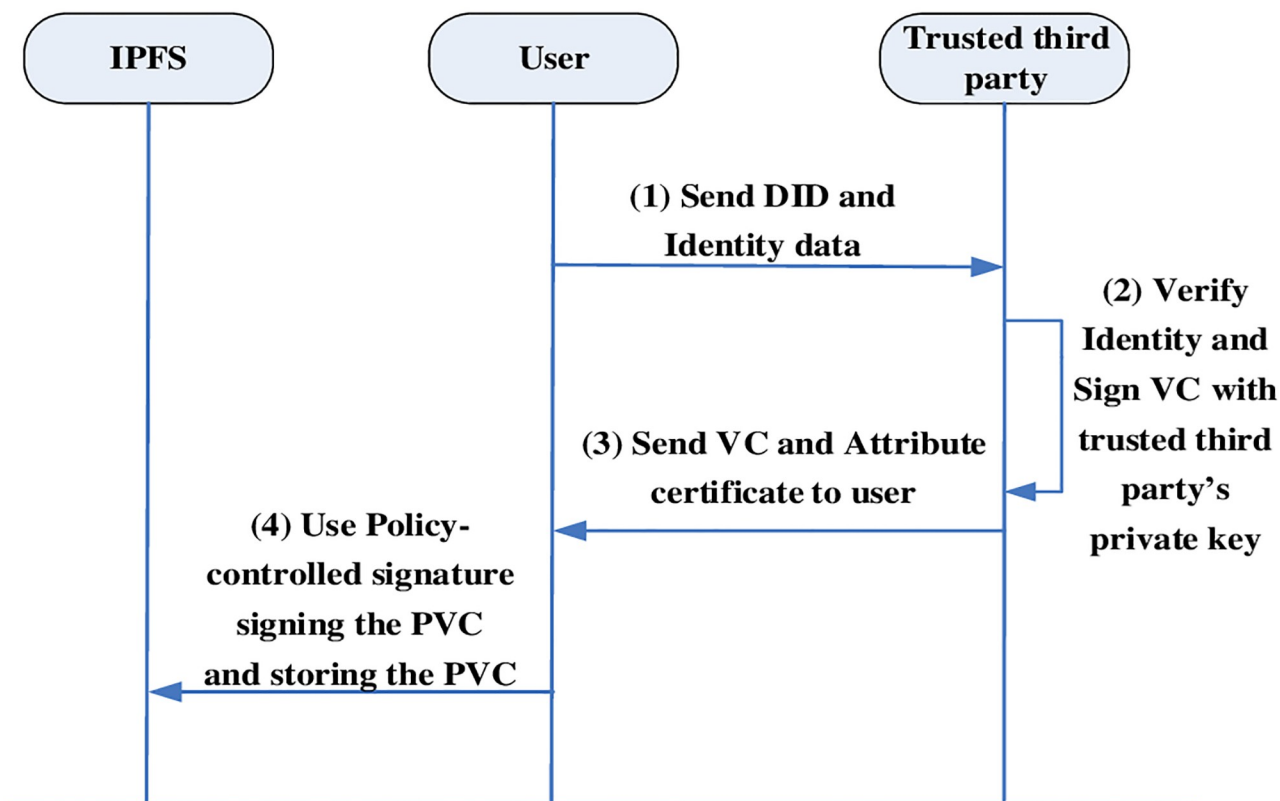 IPFS
User
Trusted third
party
(1) Send DID and
Identity data
(2) Verify
Identity and
Sign VC with
trusted third
party’s
private key
(3) Send VC and Attribute
certificate to user
(4) Use Policy-
controlled signature
signing the PVC
and storing the PVC